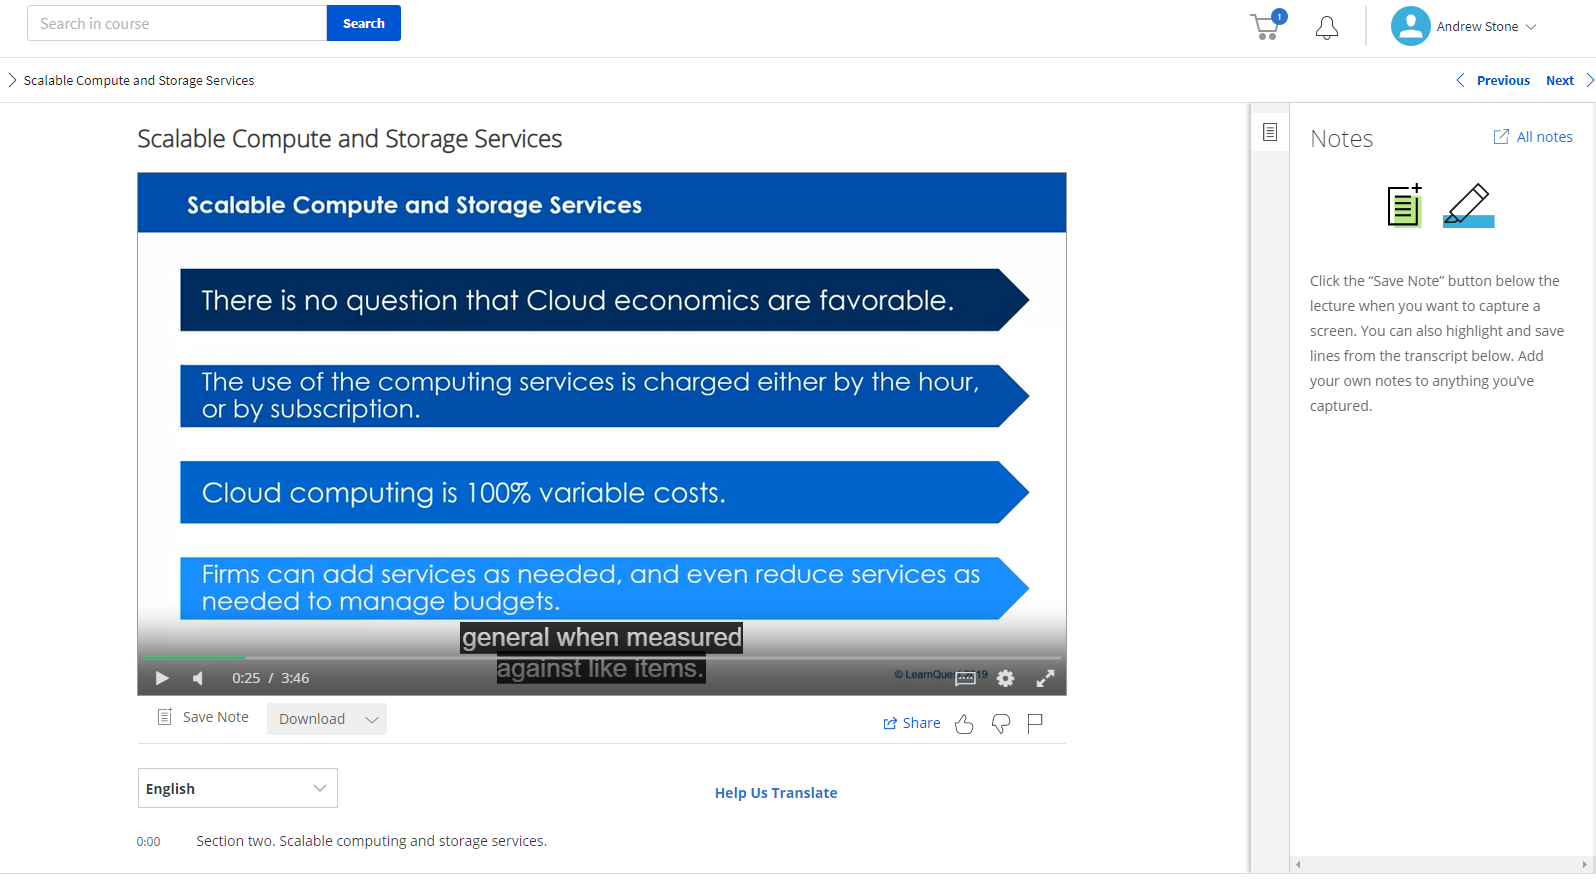 Search in course
Search
1
Andrew Stone
Scalable Compute and Storage Services
Previous
Next
Scalable Compute and Storage Services
Scalable Compute and Storage Services
There is no question that Cloud economics are favorable.
The use of the computing services is charged either by the hour,
or by subscription.
Cloud computing is 100% variable costs.
Firms can add services as needed, and even reduce services as
needed to manage budgets.
general when measured
against like items.
0:25 / 3:46
Save Note
Download
Share
English
Help Us Translate
0:00 Section two. Scalable computing and storage services.
Notes
All notes
Click the “Save Note” button below the
lecture when you want to capture a
screen. You can also highlight and save
lines from the transcript below. Add
your own notes to anything you’ve
captured.